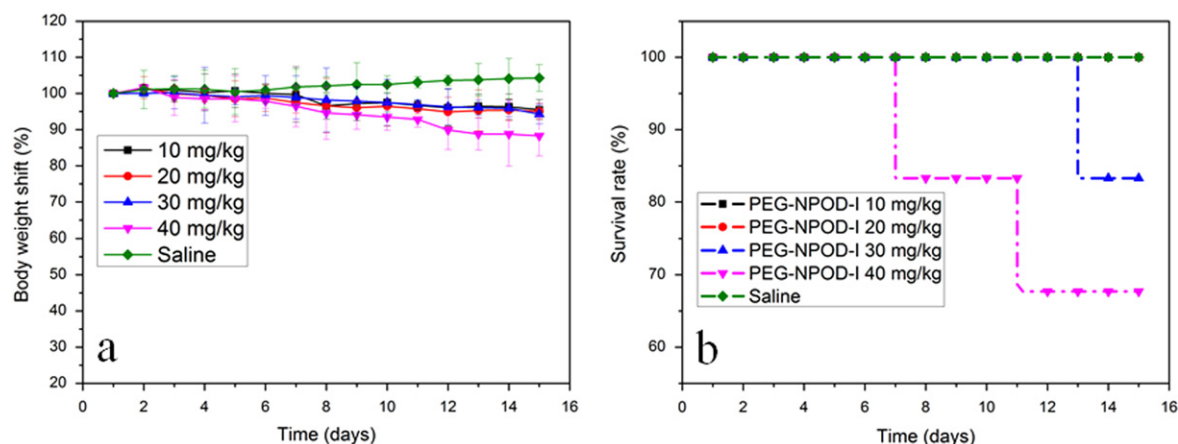 120
110
100
90
80
70
60
50
40
30
20
Body weight shift (%)
10 mg/kg
20 mg/kg
30 mg/kg
40 mg/kg
Saline
a
0 2 4 6 8 10 12 14 16
Time (days)
100
90
80
70
60
Survival rate (%)
PEG-NPOD-I 10 mg/kg
PEG-NPOD-I 20 mg/kg
PEG-NPOD-I 30 mg/kg
PEG-NPOD-I 40 mg/kg
Saline
b
0 2 4 6 8 10 12 14 16
Time (days)